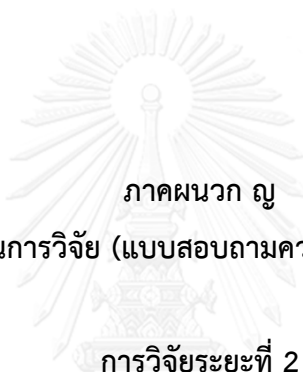 ภาคผนวก ญ
นการวิจัย (แบบสอบถามคว
การวิจัยระยะที่ 2